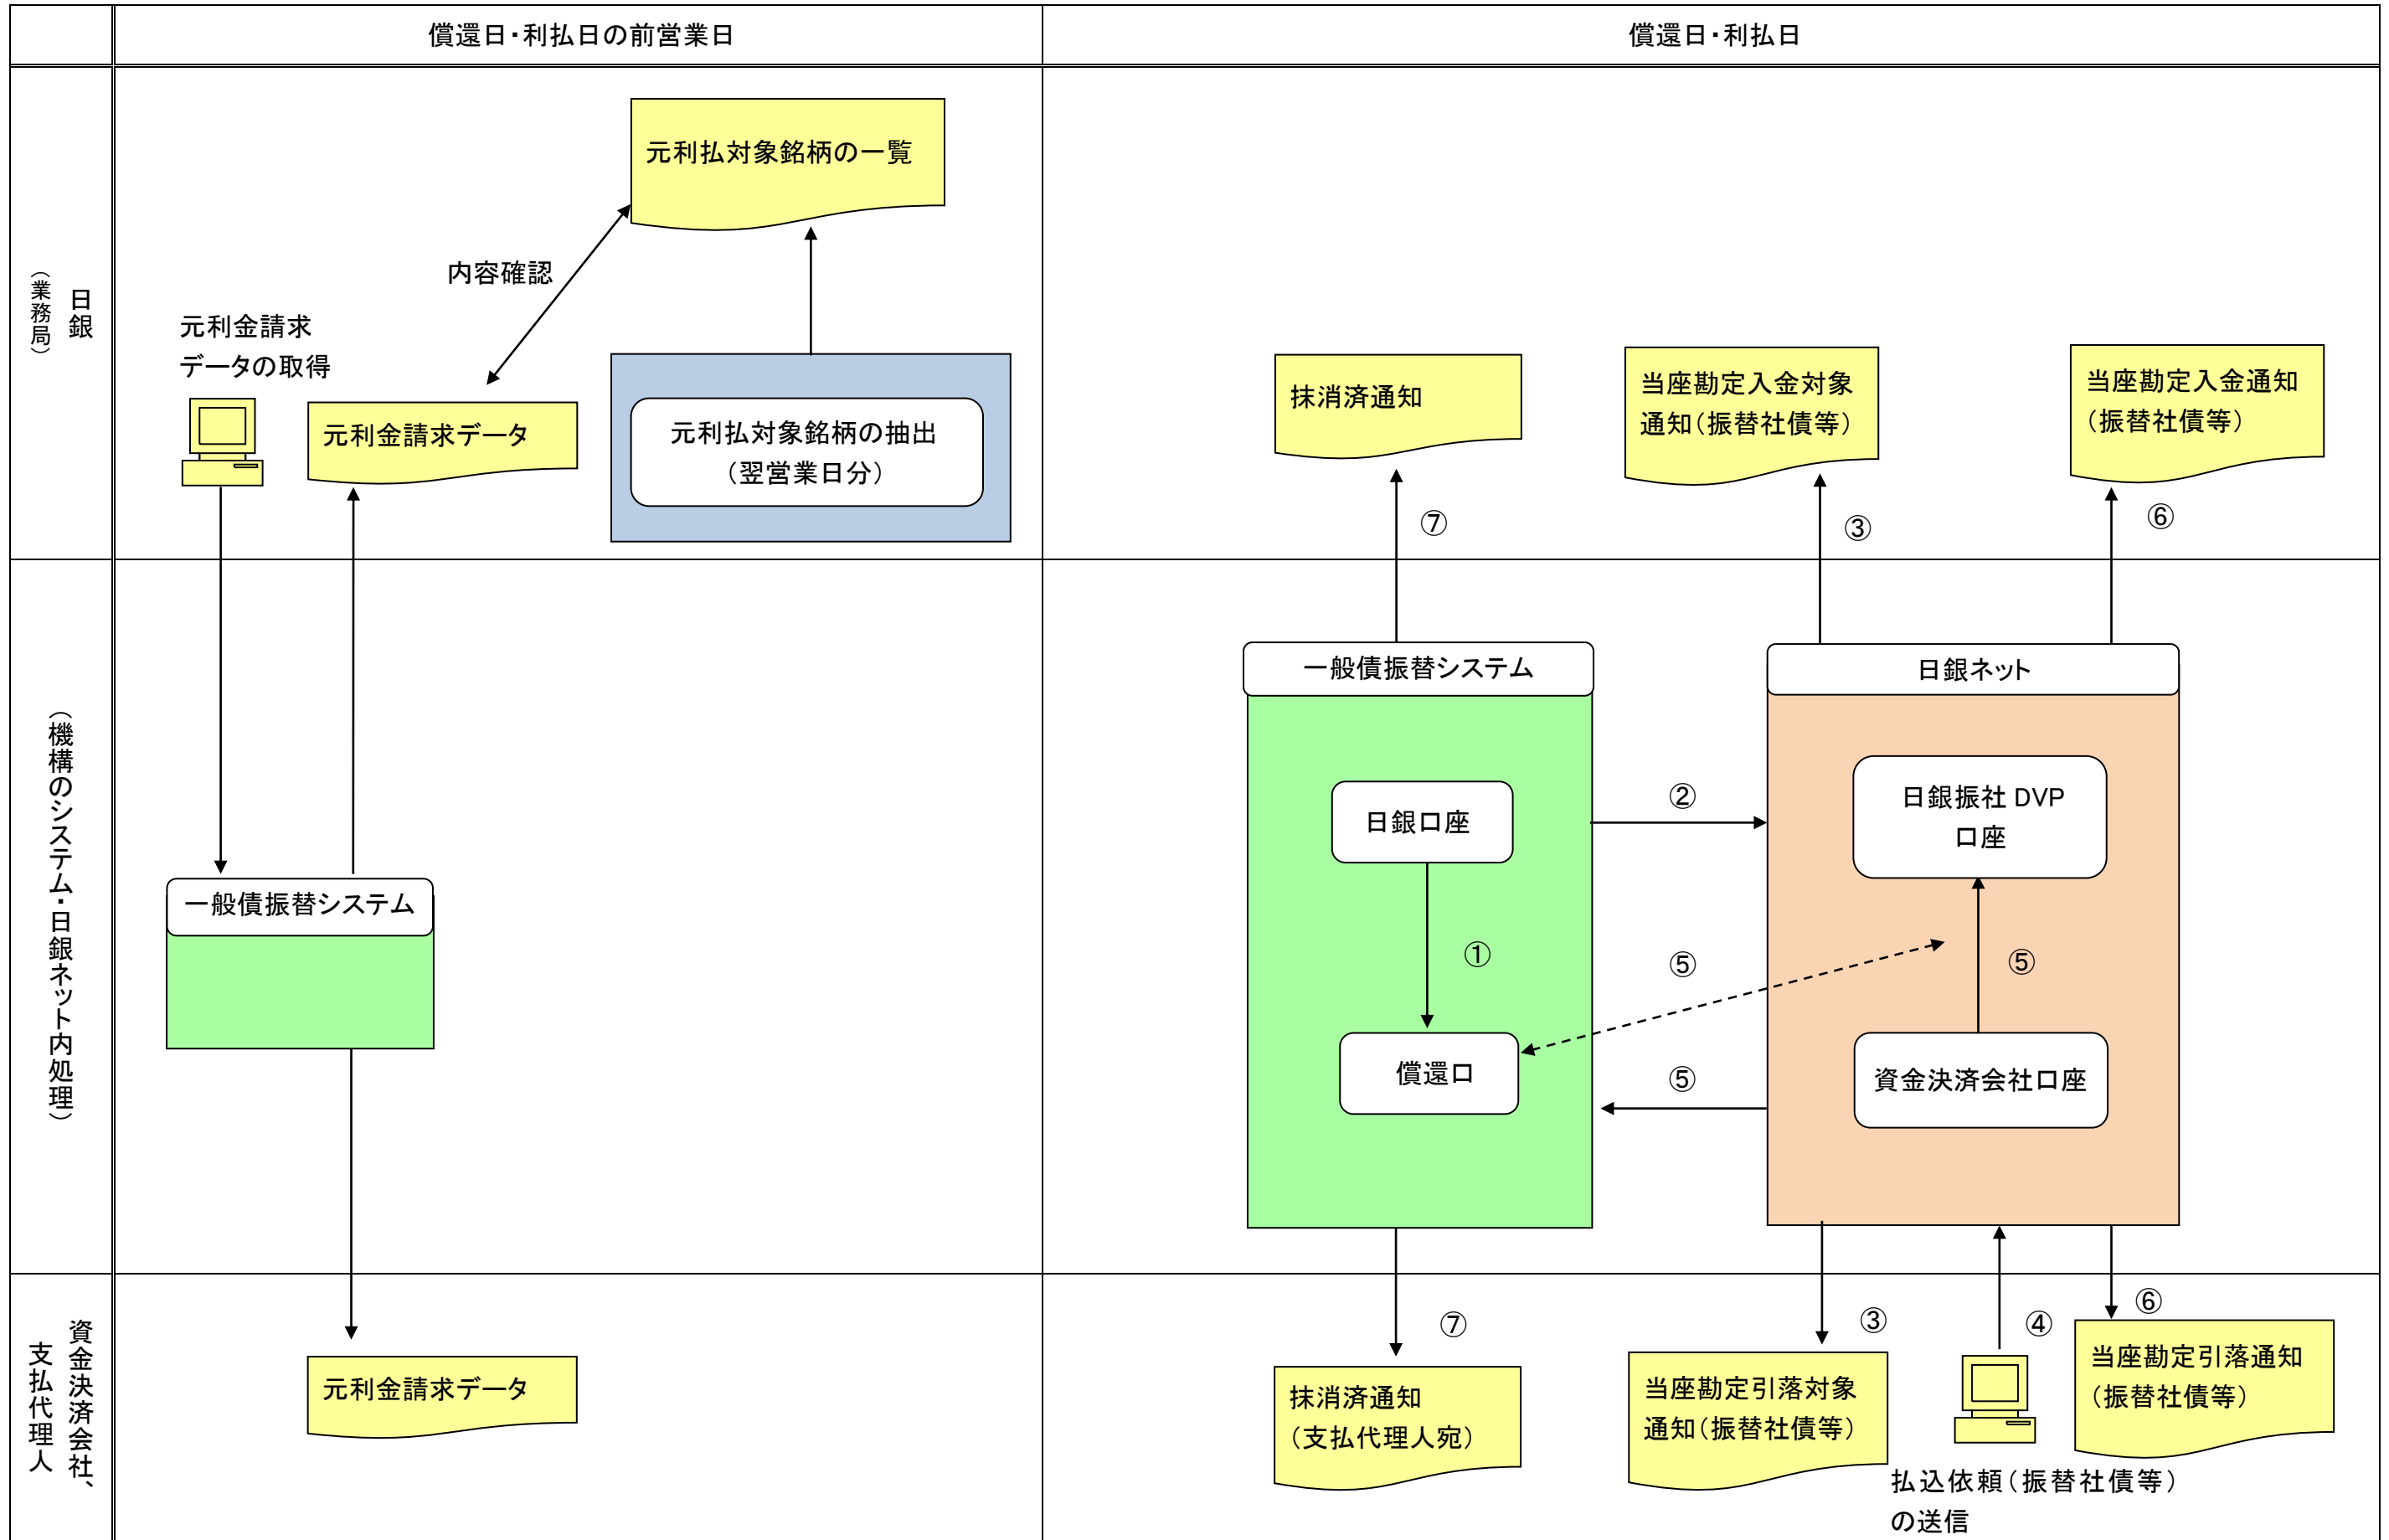 償還日・利払日の前営業日
償還日・利払日
日銀
（業務局）
元利払対象銘柄の一覧
内容確認
元利金請求
データの取得
元利金請求データ
元利払対象銘柄の抽出
（翌営業日分）
抹消済通知
当座勘定入金対象
通知（振替社債等）
当座勘定入金通知
（振替社債等）
⑦
③
⑥
（機構のシステム・日銀ネット内処理）
一般債振替システム
一般債振替システム
日銀ネット
日銀口座
②
日銀振社 DVP
口座
①
⑤
⑤
償還口
⑤
資金決済会社口座
資金決済会社、
支払代理人
元利金請求データ
⑦
③
④
⑥
抹消済通知
（支払代理人宛）
当座勘定引落対象
通知（振替社債等）
当座勘定引落通知
（振替社債等）
払込依頼（振替社債等）
の送信